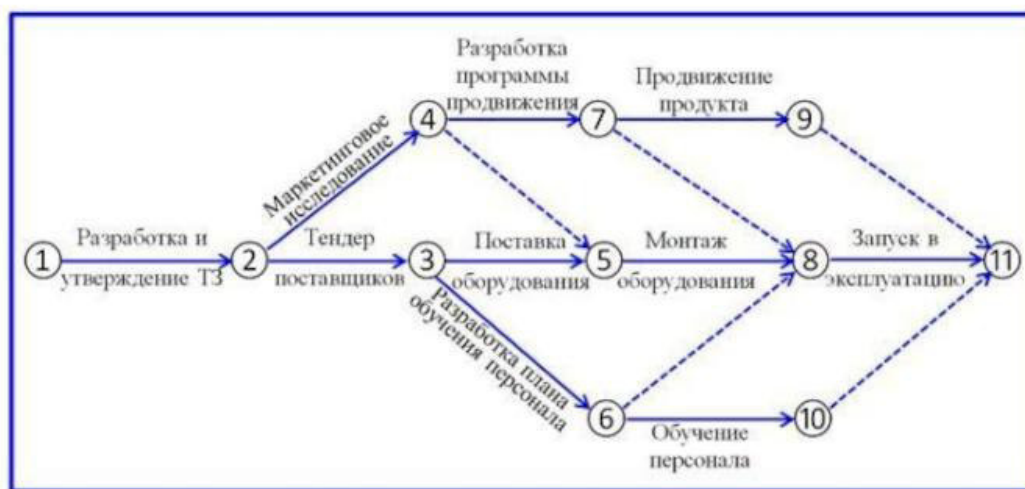 Разработка
программы
продвижения
Продвижение
продукта
4
7
9
Маркетинговое
исследование
Разработка и
утверждение ТЗ
Тендер
поставщиков
Поставка
оборудования
Монтаж
оборудования
Запуск в
эксплуатацию
1
2
3
5
8
11
Разработка плана
обучения персонала
6
10
Обучение
персонала